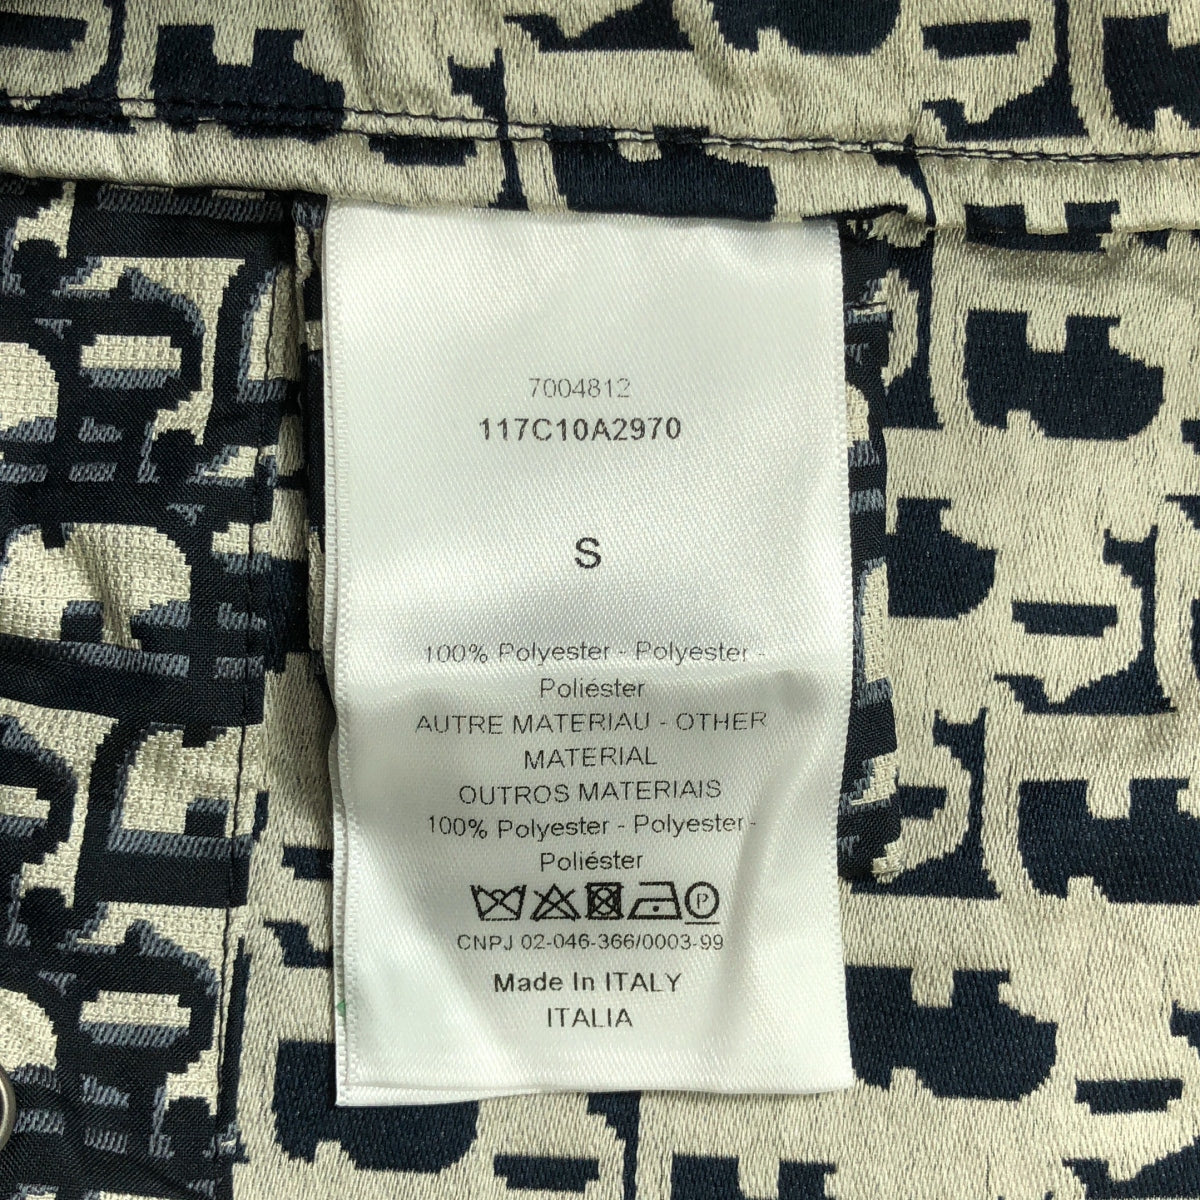 7004812
117C10A2970
S
100% Polyester - Polyester -
Poliéster
AUTRE MATERIAU - OTHER
MATERIAL
OUTROS MATERIAIS
100% Polyester - Polyester -
Poliéster
P
CNPJ 02-046-366/0003-99
Made In ITALY
ITALIA